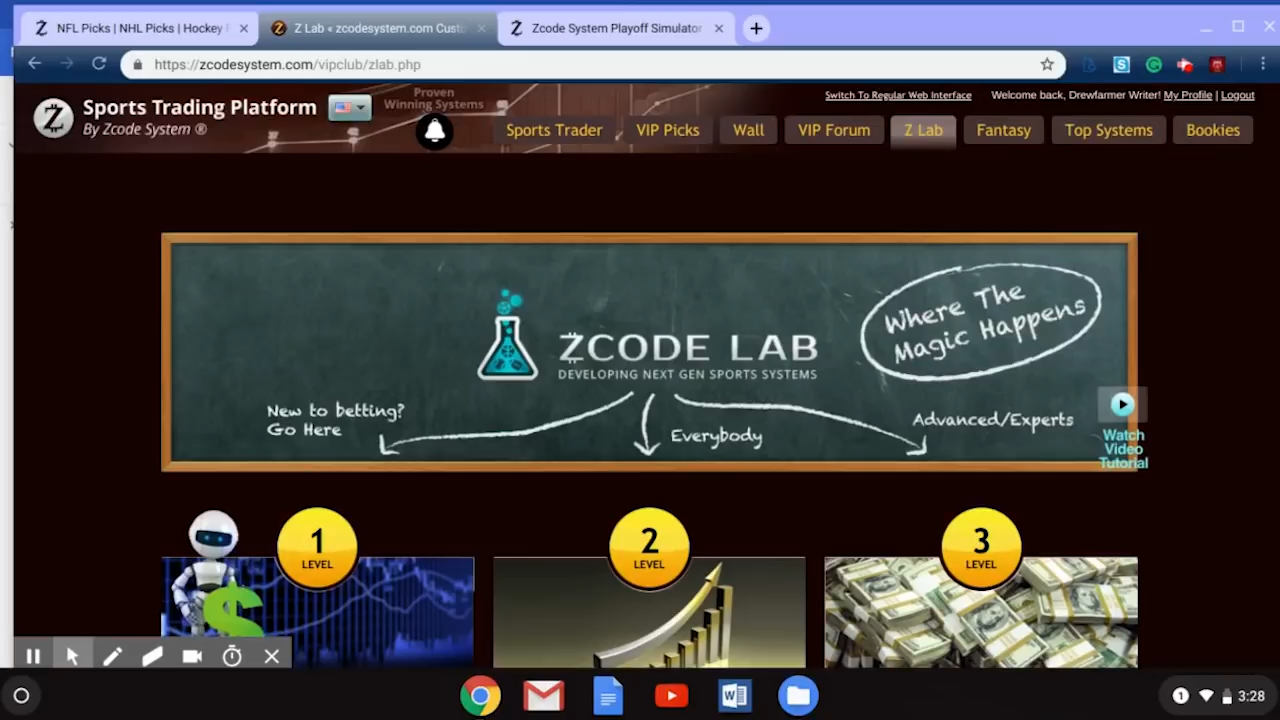 NFL Picks | NHL Picks | Hockey
Z Lab « zcodesystem.com Cust
Zcode System Playoff Simulator
https://zcodesystem.com/vipclub/zlab.php
Sports Trading Platform
By Zcode System ®
Proven
Winning Systems
Switch To Regular Web Interface
Welcome back, Drewfarmer Writer! My Profile | Logout
Sports Trader
VIP Picks
Wall
VIP Forum
Z Lab
Fantasy
Top Systems
Bookies
Where The
Magic Happens
ZCODE LAB
DEVELOPING NEXT GEN SPORTS SYSTEMS
New to betting?
Go Here
Everybody
Advanced/Experts
Watch
Video
Tutorial
1
LEVEL
2
LEVEL
3
LEVEL
1
3:28